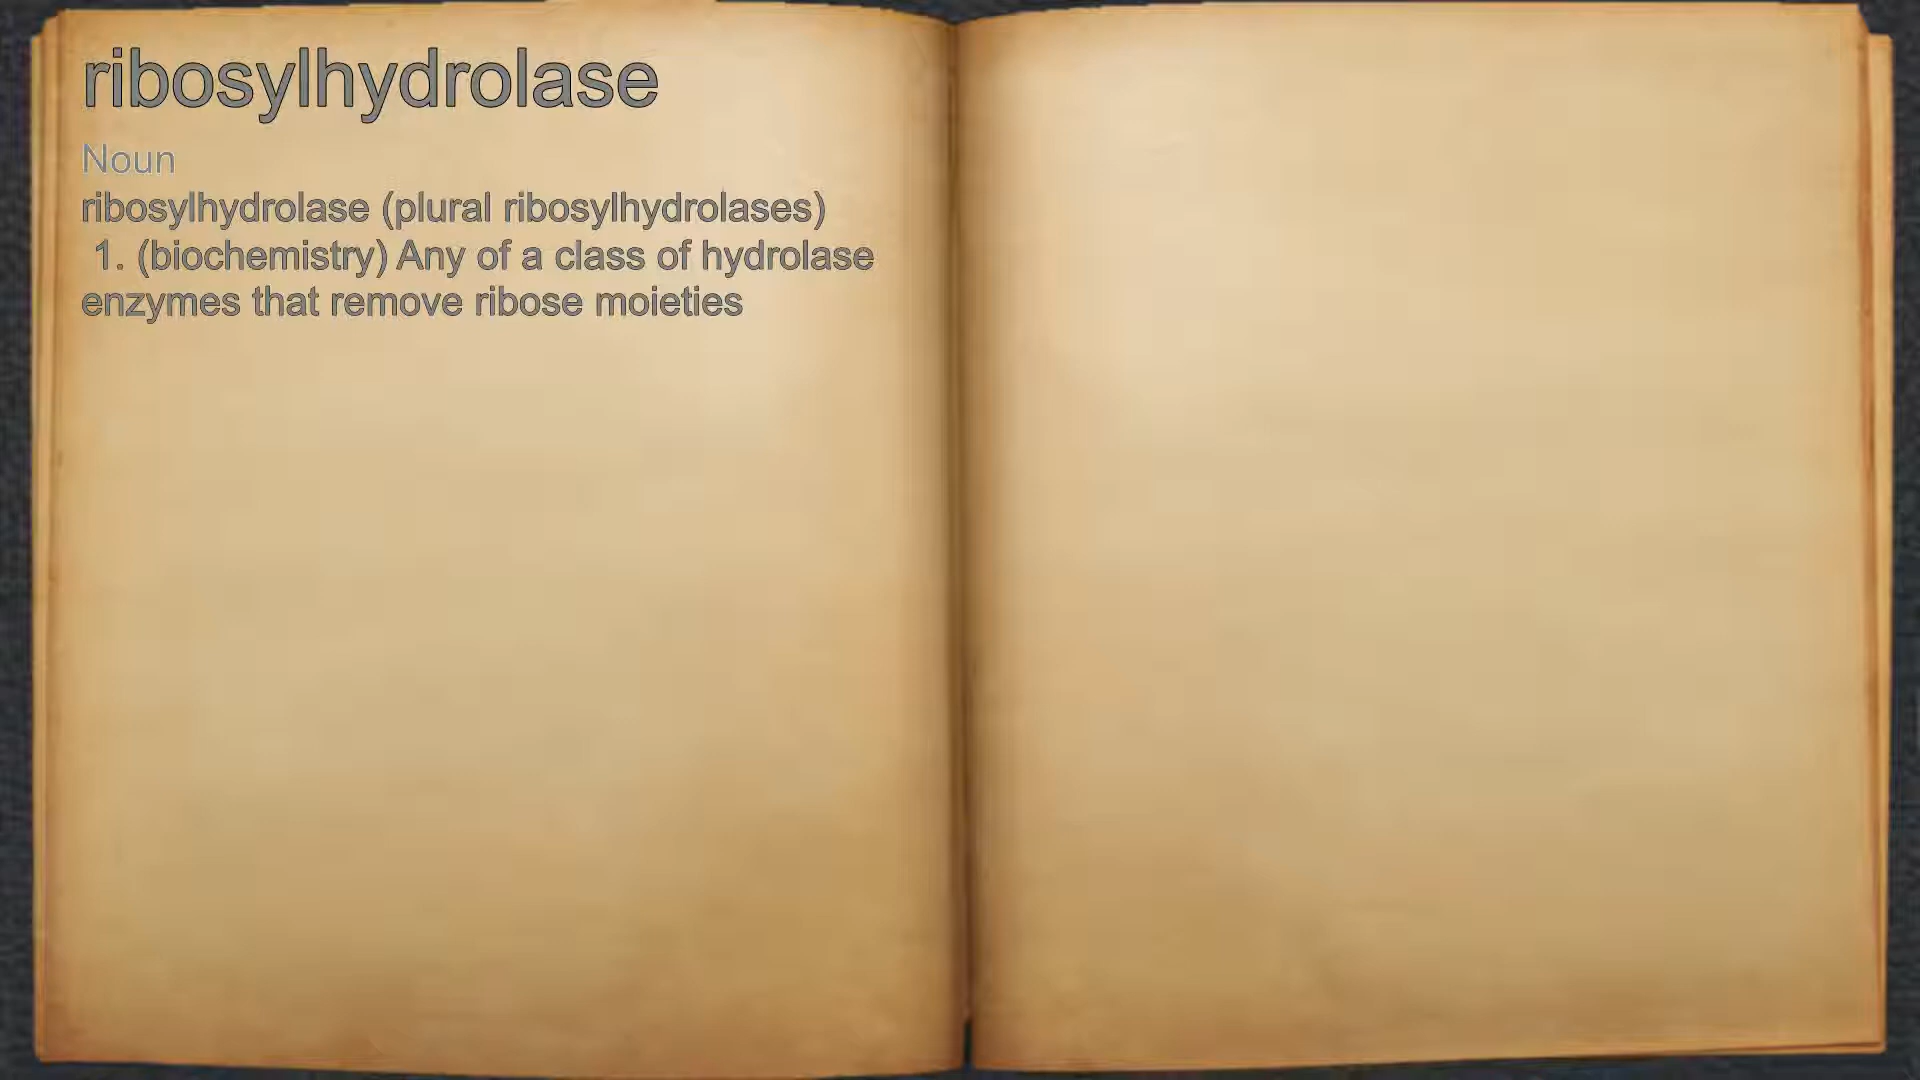 ribosylhydrolase
Noun
ribosylhydrolase (plural ribosylhydrolases)
1. (biochemistry) Any of a class of hydrolase
enzymes that remove ribose moieties